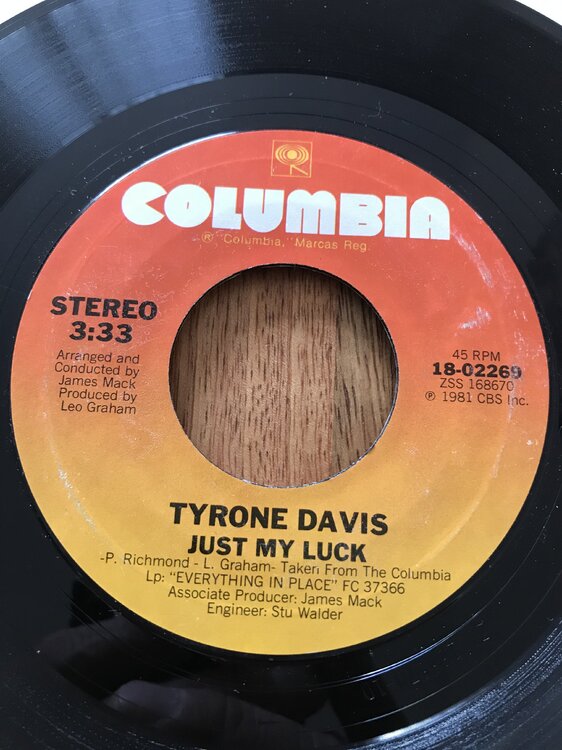 COLUMBIA
® "Columbia," Marcas Reg.
STEREO
3:33
Arranged and
Conducted by
James Mack
Produced by
Leo Graham
45 RPM
18-02269
ZSS 168670
℗ 1981 CBS Inc.
TYRONE DAVIS
JUST MY LUCK
-P. Richmond - L. Graham- Taken From The Columbia
Lp: "EVERYTHING IN PLACE" FC 37366
Associate Producer: James Mack
Engineer: Stu Walder